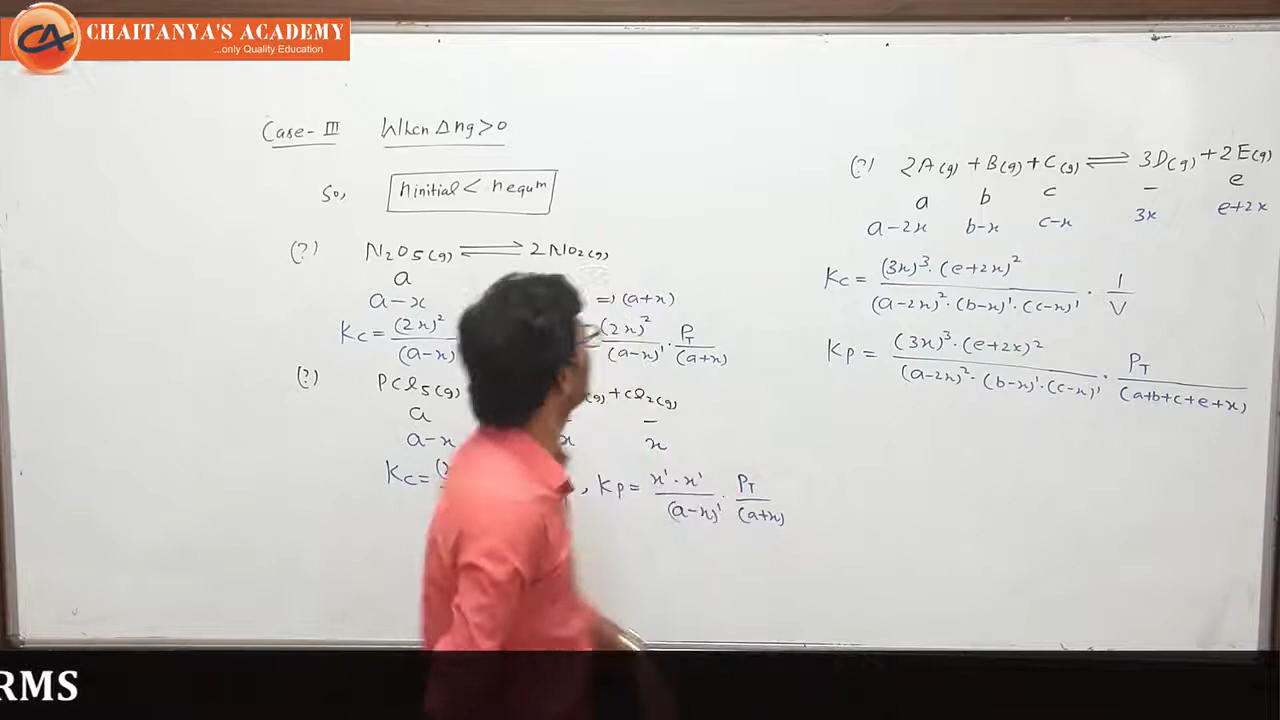 CHAITANYA'S ACADEMY
...only Quality Education
Case-III When Δng>0
So, ninitial < nequm
(?) N2O5(g) ⇌ 2NO2(g)
a
a-x => (a+x)
Kc = (2x)² / (a-x) (2x)² / (a-x)¹ · PT / (a+x)
(?) PCl5(g) (g) + Cl2(g)
a –
a-x x x
Kc = , Kp = x¹·x¹ / (a-x)¹ · PT / (a+x)
(?) 2A(g) + B(g) + C(g) ⇌ 3D(g) + 2E(g)
a b c – e
a-2x b-x c-x 3x e+2x
Kc = (3x)³·(e+2x)² / (a-2x)²·(b-x)¹·(c-x)¹ · 1/V
Kp = (3x)³·(e+2x)² / (a-2x)²·(b-x)¹·(c-x)¹ · PT / (a+b+c+e+x)
RMS